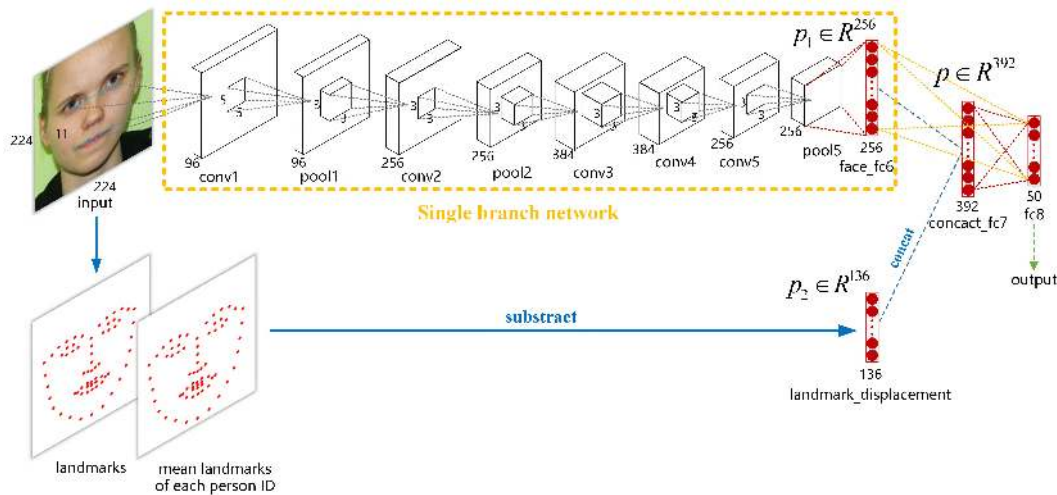 p₁ ∈ R²⁵⁶
p ∈ R³⁹²
11
224
224
input
5
5
96
conv1
3
3
96
pool1
3
3
256
conv2
3
3
256
pool2
3
3
384
conv3
3
3
384
conv4
3
3
256
conv5
256
pool5
256
face_fc6
Single branch network
392
concact_fc7
50
fc8
output
concat
p₂ ∈ R¹³⁶
substract
136
landmark_displacement
landmarks
mean landmarks
of each person ID